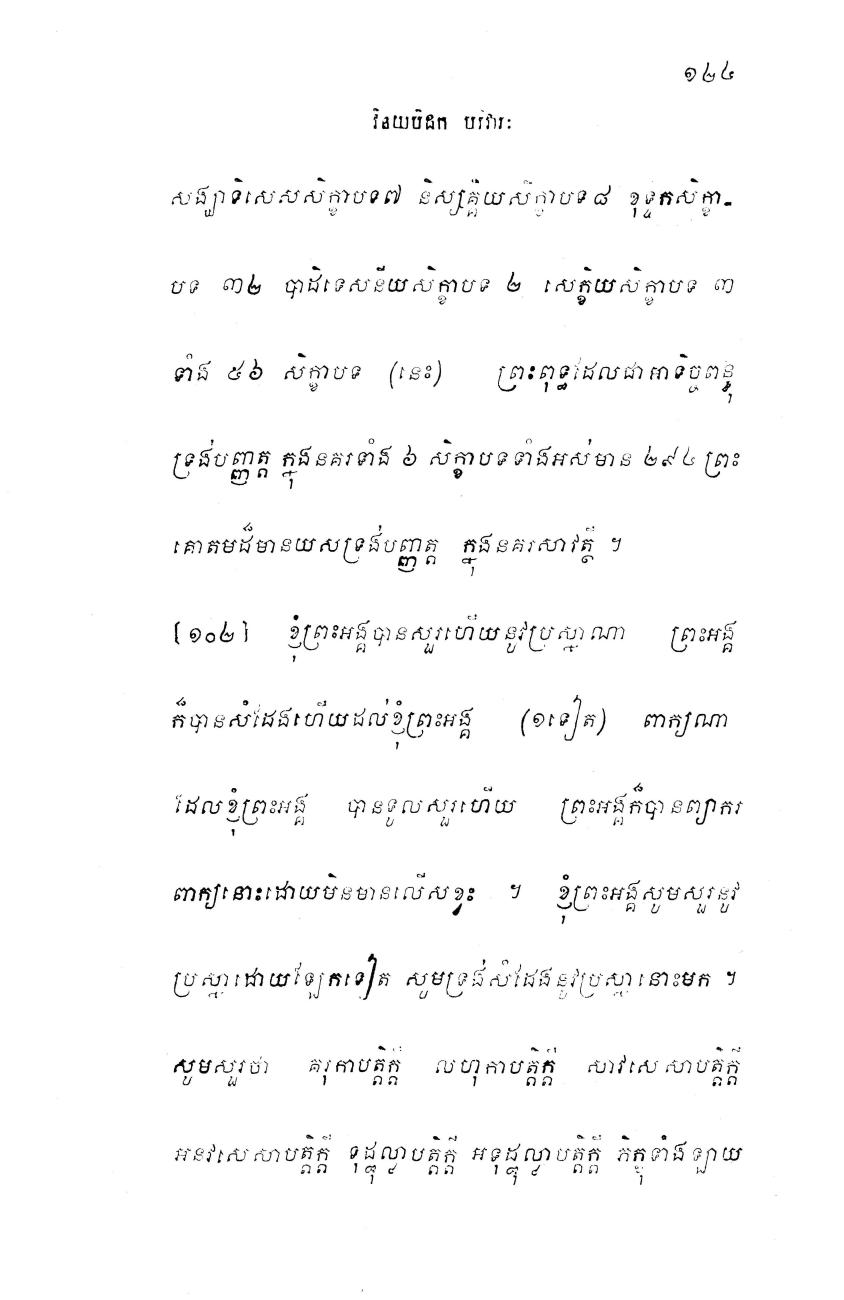 ១២៤
វិនយបិដក បរិវារៈ
សង្ឃាទិសេសសិក្ខាបទ៧ និស្សគ្គិយសិក្ខាបទ៨ ខុទ្ទកសិក្ខា-
បទ ៣២ បាដិទេសនីយសិក្ខាបទ ២ សេក្ខិយសិក្ខាបទ ៣
ទាំង ៥៦ សិក្ខាបទ (នេះ) ព្រះពុទ្ធដែលជាអាទិច្ចពន្ធុ
ទ្រង់បញ្ញត្ត ក្នុងនគរទាំង ៦ សិក្ខាបទទាំងអស់មាន ២៩៤ ព្រះ
គោតមដ៏មានយសទ្រង់បញ្ញត្ត ក្នុងនគរសាវត្ថី ។
[១០២] ខ្ញុំព្រះអង្គបានសួរហើយនូវប្រស្នាណា ព្រះអង្គ
ក៏បានសំដែងហើយដល់ខ្ញុំព្រះអង្គ (១ទៀត) ពាក្យណា
ដែលខ្ញុំព្រះអង្គ បានទូលសួរហើយ ព្រះអង្គក៏បានព្យាករ
ពាក្យនោះដោយមិនមានលើសខ្វះ ។ ខ្ញុំព្រះអង្គសូមសួរនូវ
ប្រស្នាដោយឡែកទៀត សូមទ្រង់សំដែងនូវប្រស្នានោះមក ។
សូមសួរថា គរុកាបត្តិក្តី លហុកាបត្តិក្តី សាវសេសាបត្តិក្តី
អនវសេសាបត្តិក្តី ទុដ្ឋុល្លាបត្តិក្តី អទុដ្ឋុល្លាបត្តិក្តី ភិក្ខុទាំងឡាយ